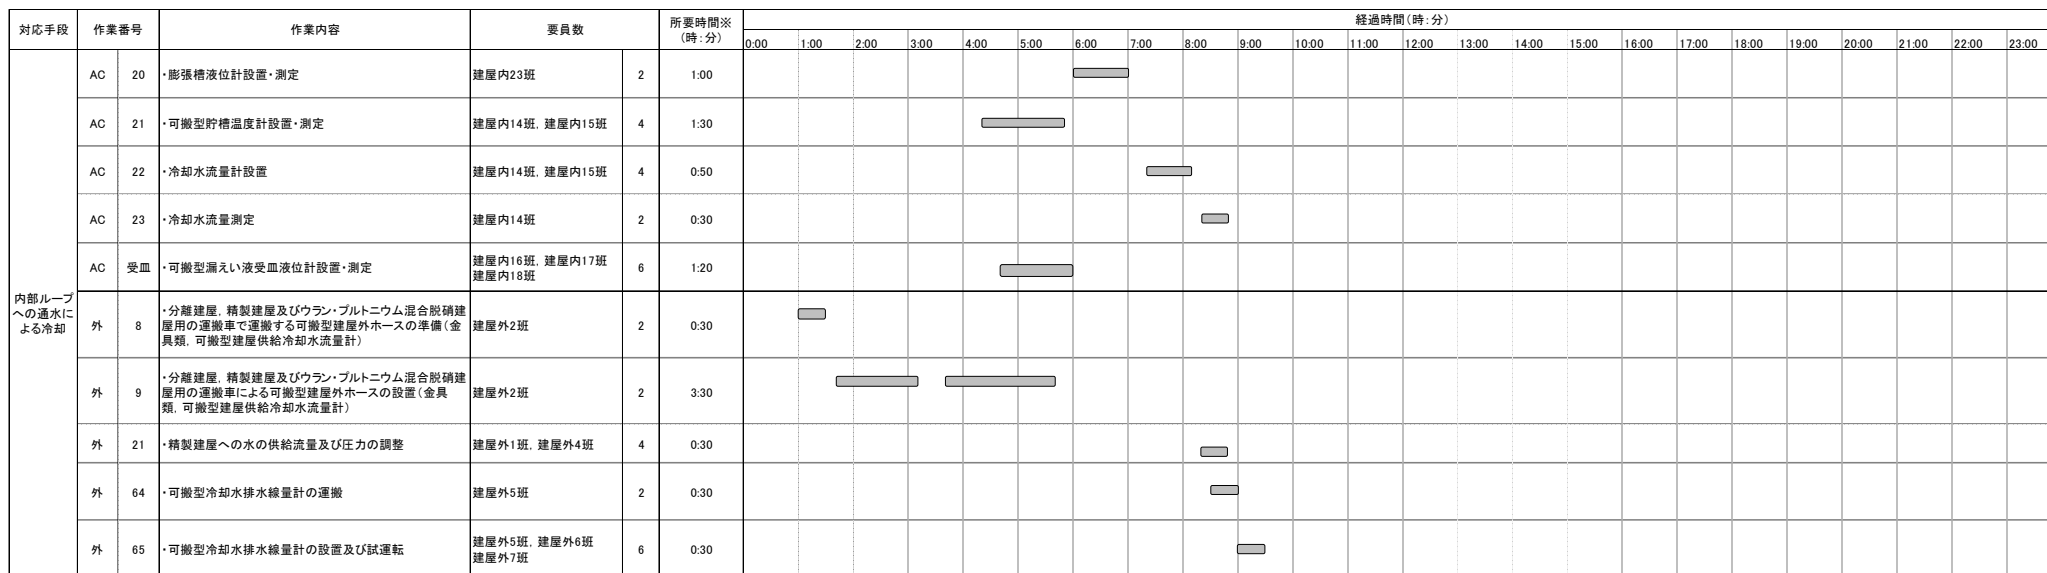 対応手段 作業番号 作業内容 要員数 所要時間※ 経過時間(時:分)
(時:分)
0:00 1:00 2:00 3:00 4:00 5:00 6:00 7:00 8:00 9:00 10:00 11:00 12:00 13:00 14:00 15:00 16:00 17:00 18:00 19:00 20:00 21:00 22:00 23:00
内部ループ
への通水に
よる冷却
AC 20 ・膨張槽液位計設置・測定 建屋内23班 2 1:00
AC 21 ・可搬型貯槽温度計設置・測定 建屋内14班,建屋内15班 4 1:30
AC 22 ・冷却水流量計設置 建屋内14班,建屋内15班 4 0:50
AC 23 ・冷却水流量測定 建屋内14班 2 0:30
AC 受皿 ・可搬型漏えい液受皿液位計設置・測定 建屋内16班,建屋内17班 6 1:20
建屋内18班
・分離建屋,精製建屋及びウラン・プルトニウム混合脱硝建
外 8 屋用の運搬車で運搬する可搬型建屋外ホースの準備(金 建屋外2班 2 0:30
具類,可搬型建屋供給冷却水流量計)
・分離建屋,精製建屋及びウラン・プルトニウム混合脱硝建
外 9 屋用の運搬車による可搬型建屋外ホースの設置(金具 建屋外2班 2 3:30
類,可搬型建屋供給冷却水流量計)
外 21 ・精製建屋への水の供給流量及び圧力の調整 建屋外1班,建屋外4班 4 0:30
外 64 ・可搬型冷却水排水線量計の運搬 建屋外5班 2 0:30
外 65 ・可搬型冷却水排水線量計の設置及び試運転 建屋外5班,建屋外6班 6 0:30
建屋外7班